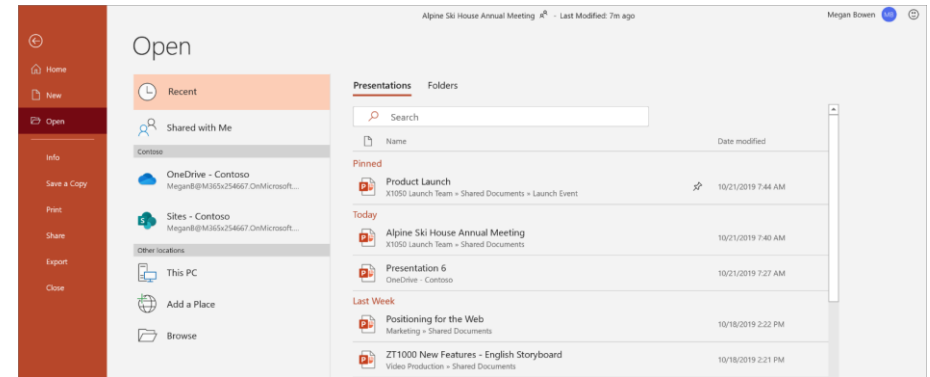 Alpine Ski House Annual Meeting - Last Modified: 7m ago
Megan Bowen MB
Home
New
Open
Info
Save a Copy
Print
Share
Export
Close
Open
Recent
Shared with Me
Contoso
OneDrive - Contoso
MeganB@M365x254667.OnMicrosoft...
Sites - Contoso
MeganB@M365x254667.OnMicrosoft...
Other locations
This PC
Add a Place
Browse
Presentations Folders
Search
Name Date modified
Pinned
Product Launch
X1050 Launch Team » Shared Documents » Launch Event
10/21/2019 7:44 AM
Today
Alpine Ski House Annual Meeting
X1050 Launch Team » Shared Documents
10/21/2019 7:40 AM
Presentation 6
OneDrive - Contoso
10/21/2019 7:27 AM
Last Week
Positioning for the Web
Marketing » Shared Documents
10/18/2019 2:22 PM
ZT1000 New Features - English Storyboard
Video Production » Shared Documents
10/18/2019 2:21 PM